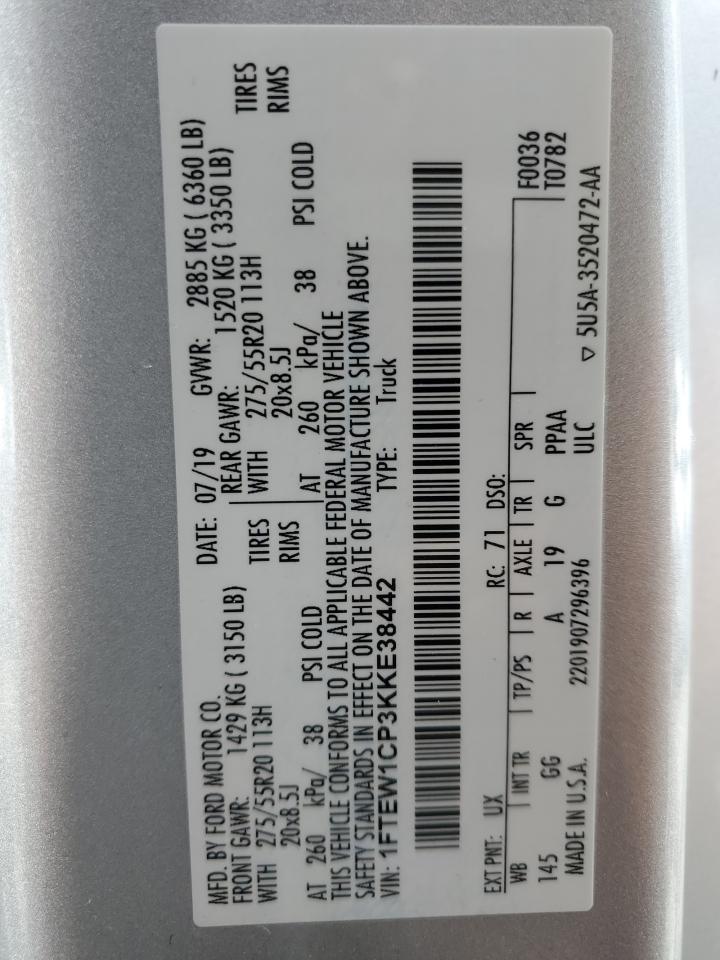 MFD. BY FORD MOTOR CO. DATE: 07/19 GVWR: 2885 KG ( 6360 LB)
FRONT GAWR: 1429 KG ( 3150 LB) REAR GAWR: 1520 KG ( 3350 LB)
WITH 275/55R20 113H TIRES WITH 275/55R20 113H TIRES
20x8.5J RIMS 20x8.5J RIMS
AT 260 kPa/ 38 PSI COLD AT 260 kPa/ 38 PSI COLD
THIS VEHICLE CONFORMS TO ALL APPLICABLE FEDERAL MOTOR VEHICLE
SAFETY STANDARDS IN EFFECT ON THE DATE OF MANUFACTURE SHOWN ABOVE.
VIN: 1FTEW1CP3KKE38442 TYPE: Truck
EXT PNT: UX RC: 71 DSO:
WB INT TR TP/PS R AXLE TR SPR F0036
145 GG A 19 G PPAA T0782
ULC
MADE IN U.S.A. 2201907296396 ▽ 5U5A-3520472-AA